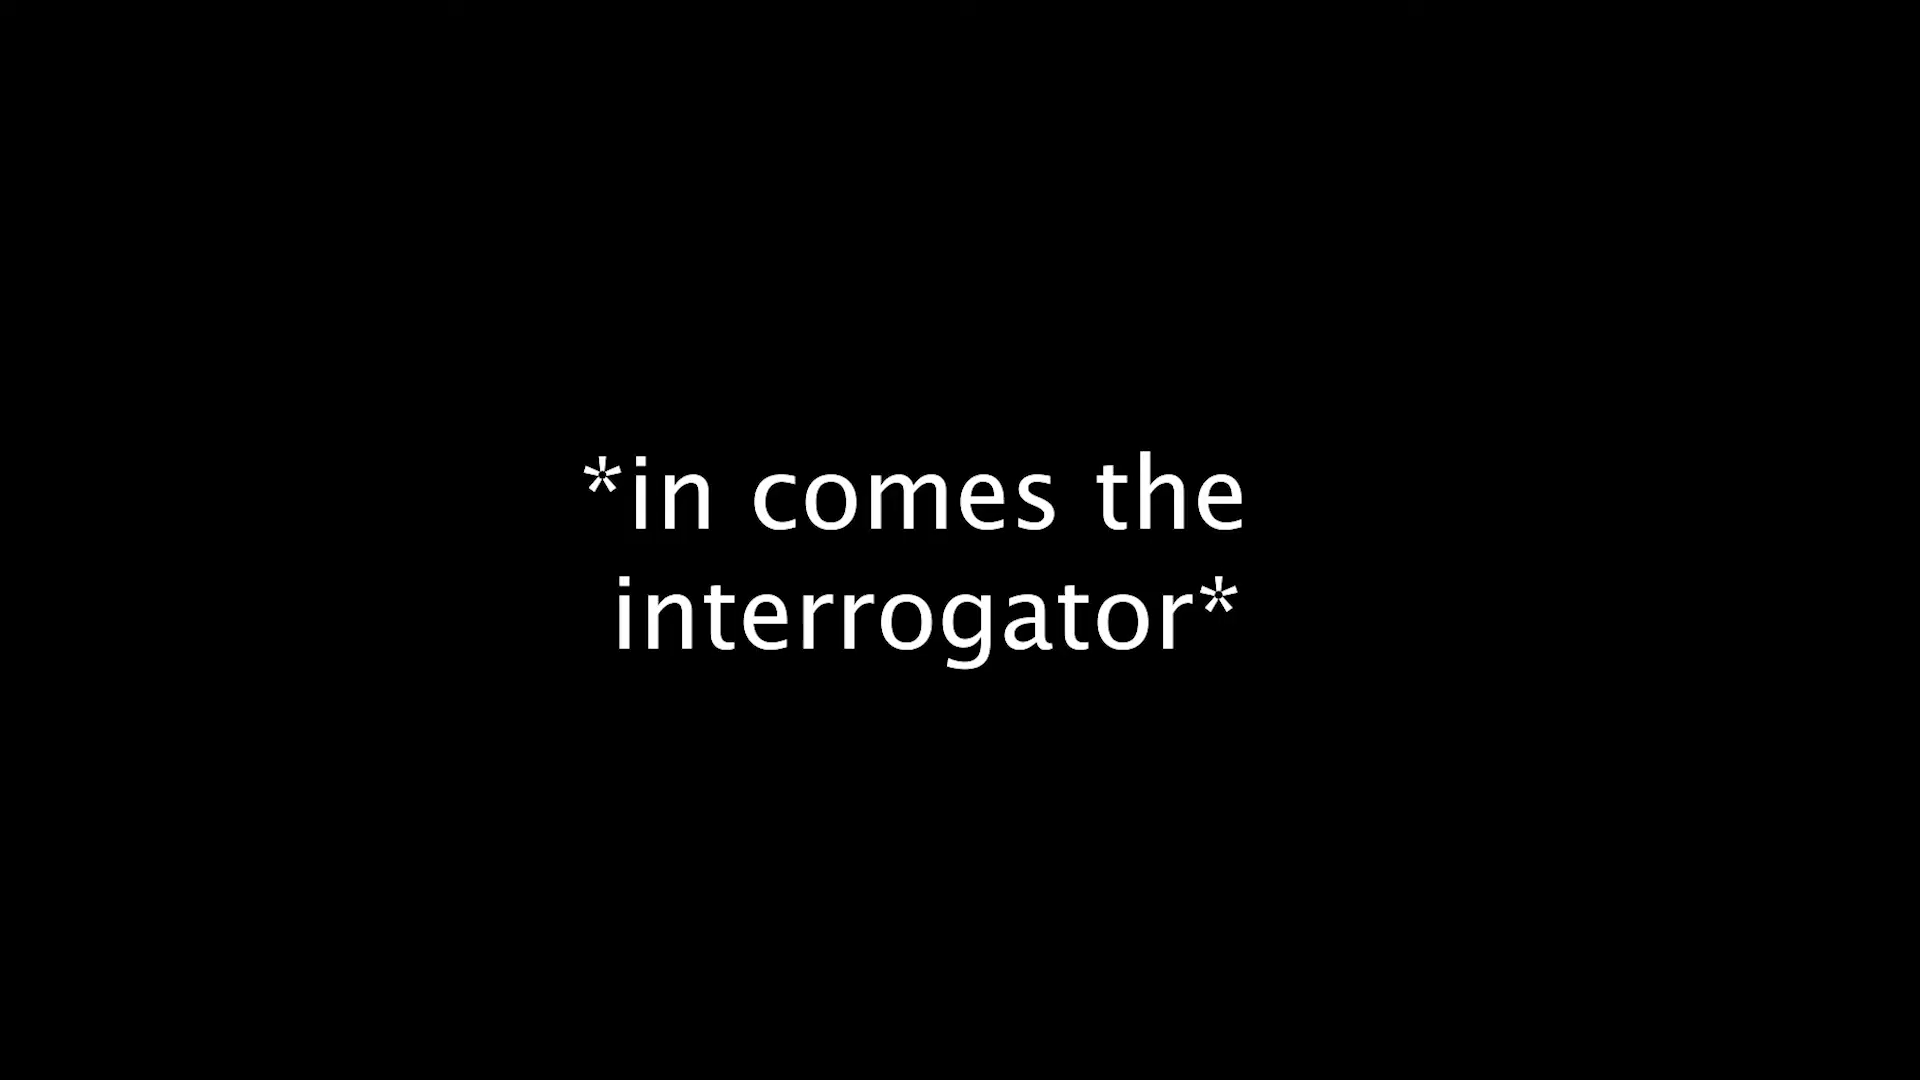 *in comes the
interrogator*